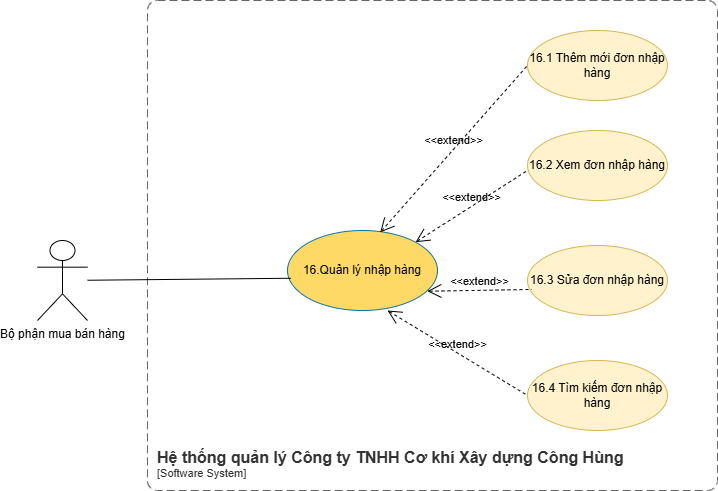 16.1 Thêm mới đơn nhập
hàng
<<extend>>
16.2 Xem đơn nhập hàng
<<extend>>
16.Quản lý nhập hàng
<<extend>>
16.3 Sửa đơn nhập hàng
Bộ phận mua bán hàng
<<extend>>
16.4 Tìm kiếm đơn nhập
hàng
Hệ thống quản lý Công ty TNHH Cơ khí Xây dựng Công Hùng
[Software System]